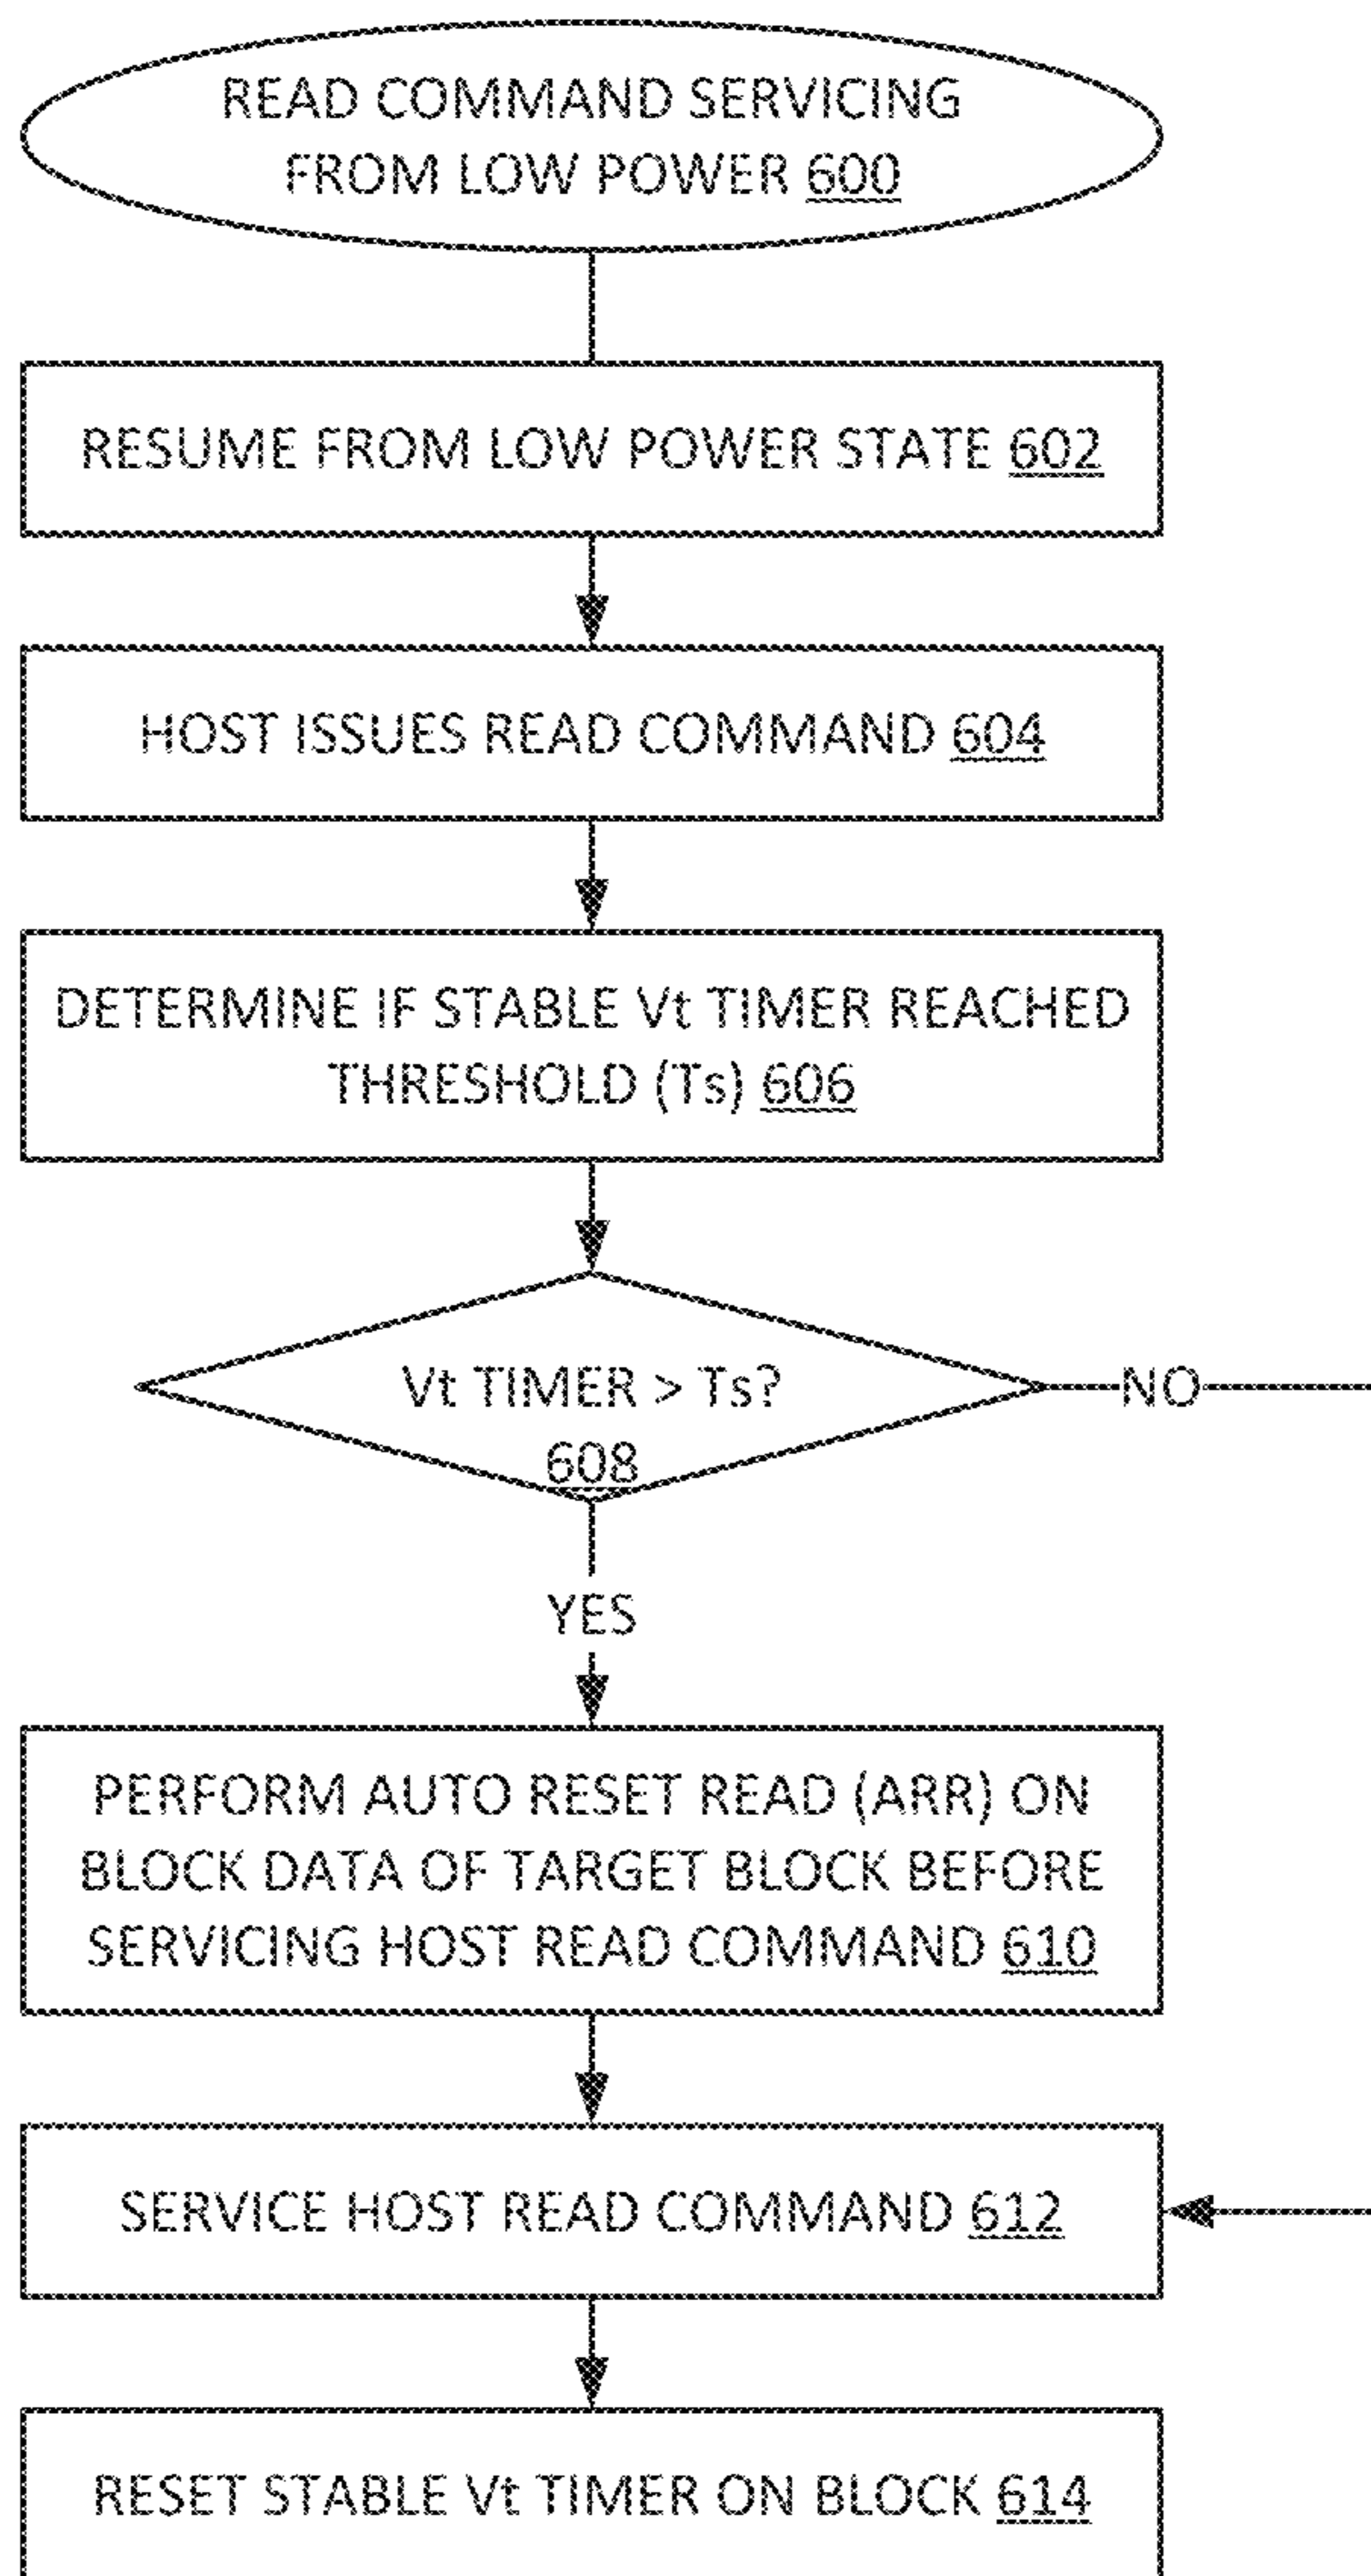 READ COMMAND SERVICING
FROM LOW POWER 600
RESUME FROM LOW POWER STATE 602
HOST ISSUES READ COMMAND 604
DETERMINE IF STABLE Vt TIMER REACHED
THRESHOLD (Ts) 606
Vt TIMER > Ts?
608
NO
YES
PERFORM AUTO RESET READ (ARR) ON
BLOCK DATA OF TARGET BLOCK BEFORE
SERVICING HOST READ COMMAND 610
SERVICE HOST READ COMMAND 612
RESET STABLE Vt TIMER ON BLOCK 614